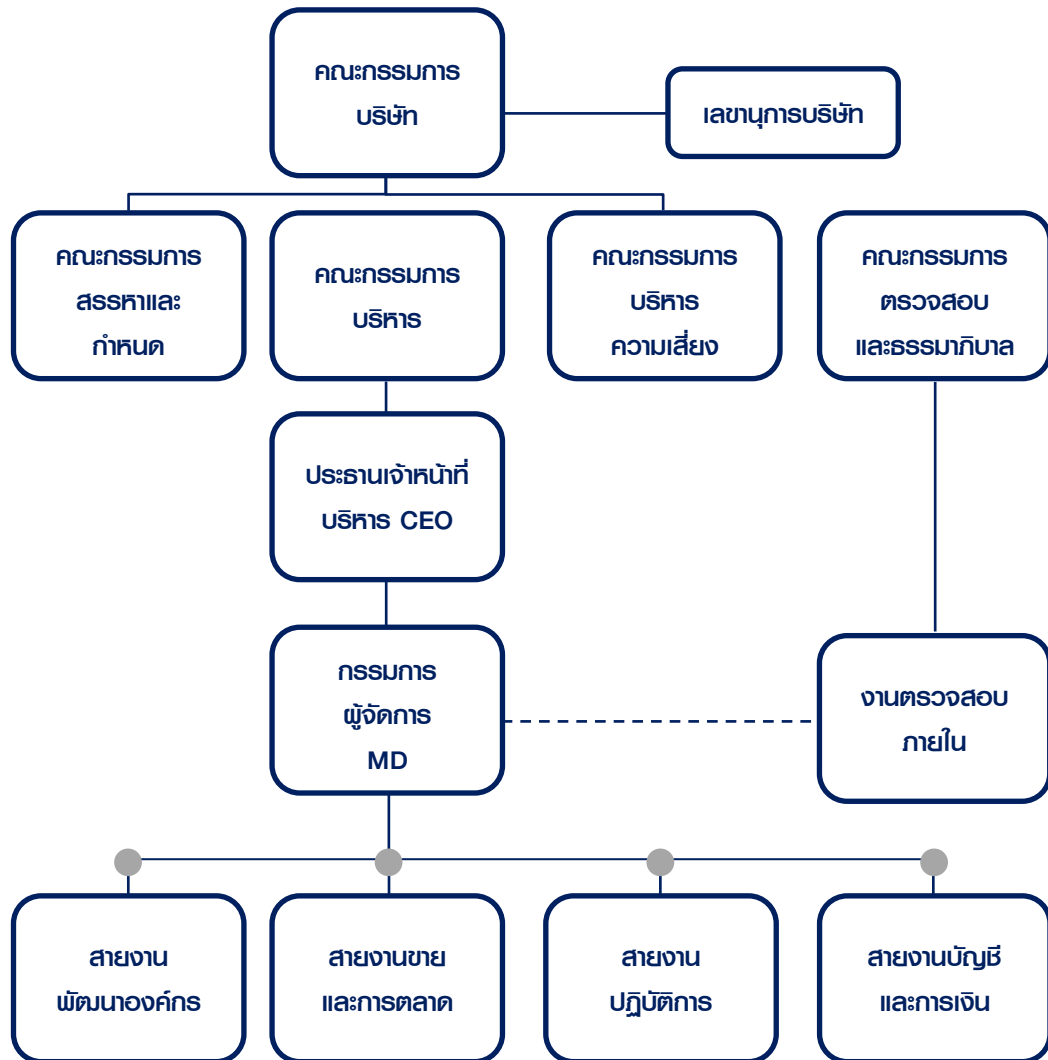 คณะกรรมการ
บริษัท
เลขานุการบริษัท
คณะกรรมการ
สรรหาและ
กำหนด
คณะกรรมการ
บริหาร
คณะกรรมการ
บริหาร
ความเสี่ยง
คณะกรรมการ
ตรวจสอบ
และธรรมาภิบาล
ประธานเจ้าหน้าที่
บริหาร CEO
กรรมการ
ผู้จัดการ
MD
งานตรวจสอบ
ภายใน
สายงาน
พัฒนาองค์กร
สายงานขาย
และการตลาด
สายงาน
ปฏิบัติการ
สายงานบัญชี
และการเงิน